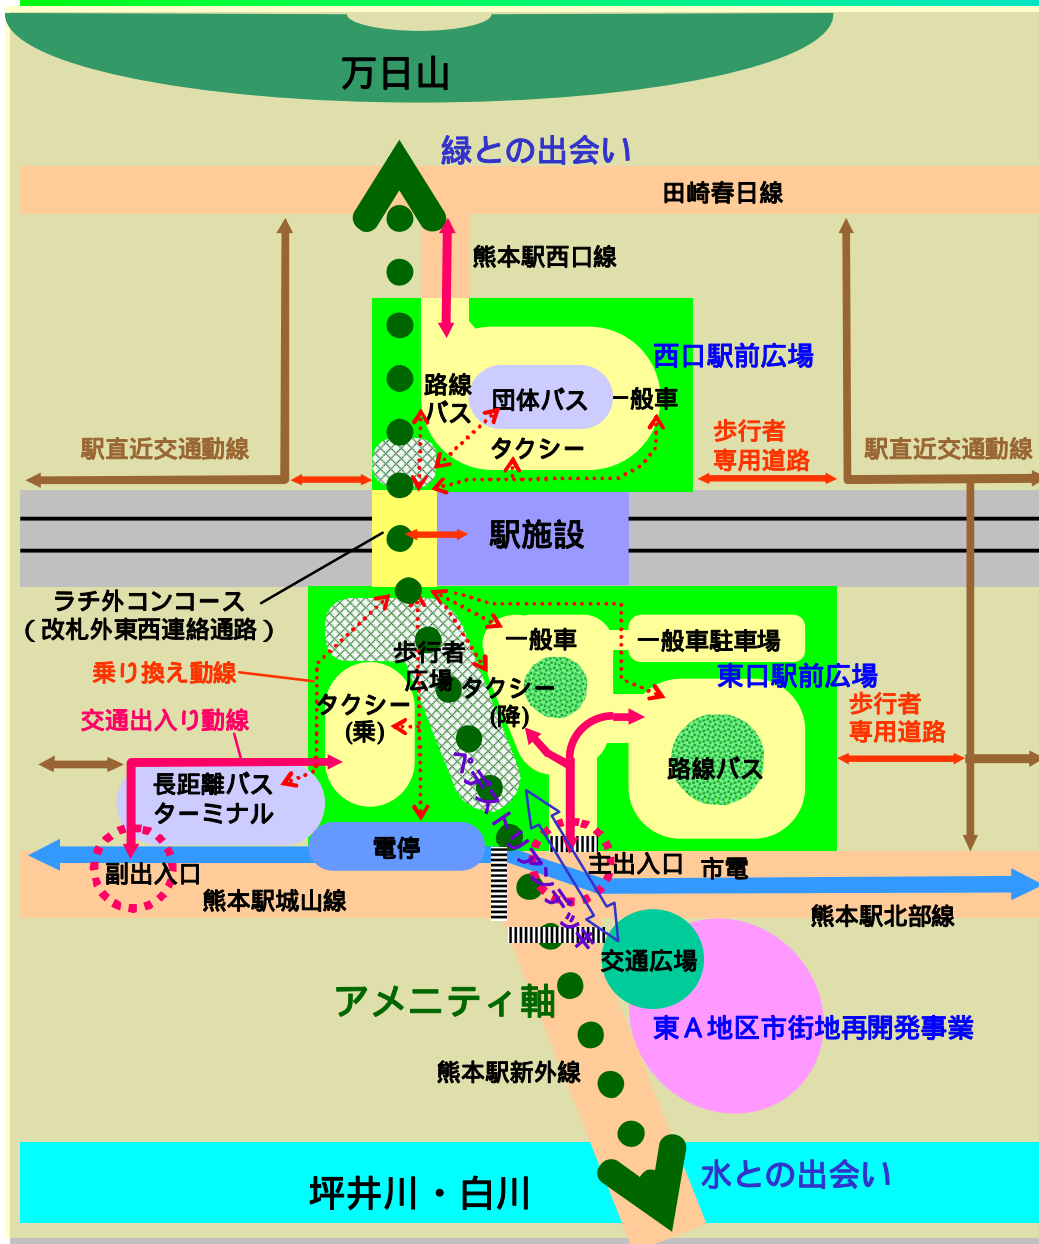 万日山
緑との出会い
田崎春日線
熊本駅西口線
西口駅前広場
路線
バス
団体バス
一般車
タクシー
駅直近交通動線
歩行者
専用道路
駅直近交通動線
駅施設
ラチ外コンコース
（改札外東西連絡通路）
乗り換え動線
交通出入り動線
歩行者
広場
一般車
一般車駐車場
東口駅前広場
タクシー
(乗)
タクシー
(降)
歩行者
専用道路
路線バス
長距離バス
ターミナル
ペデストリアンデッキ
電停
副出入口
主出入口
市電
熊本駅城山線
熊本駅北部線
交通広場
アメニティ軸
東Ａ地区市街地再開発事業
熊本駅新外線
水との出会い
坪井川・白川